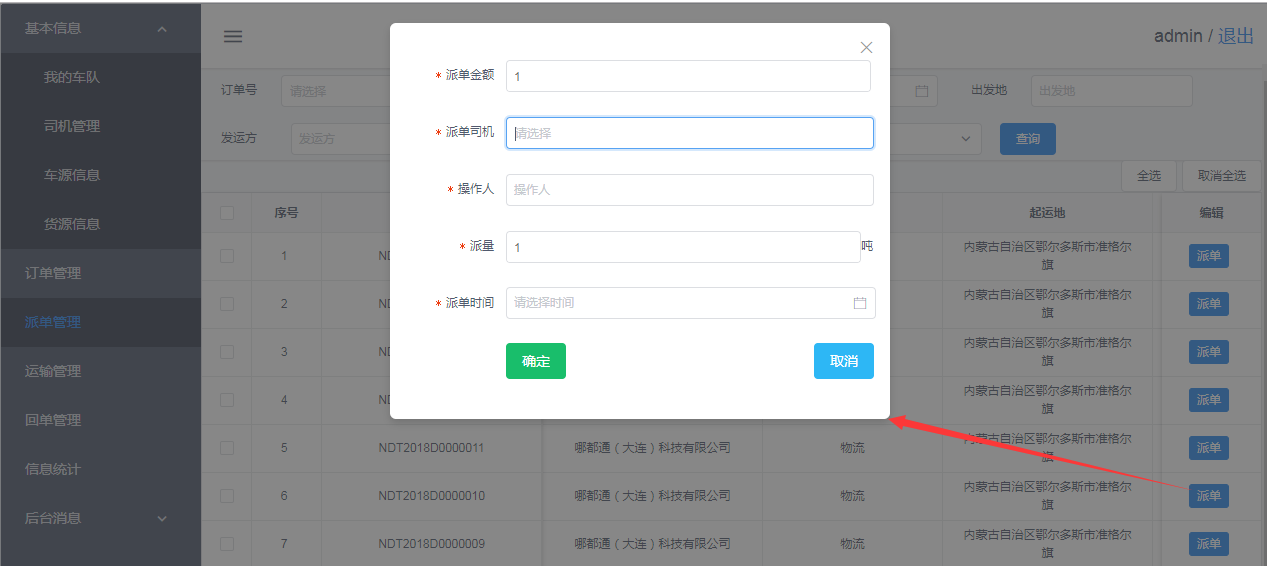 基本信息
我的车队
司机管理
车源信息
货源信息
订单管理
派单管理
运输管理
回单管理
信息统计
后台消息
admin / 退出
订单号
请选择
出发地
出发地
发运方
发运方
查询
全选
取消全选
* 派单金额
1
* 派单司机
请选择
* 操作人
操作人
* 派量
1
吨
* 派单时间
请选择时间
确定
取消
序号
起运地
编辑
1
ND
内蒙古自治区鄂尔多斯市准格尔
旗
派单
2
ND
内蒙古自治区鄂尔多斯市准格尔
旗
派单
3
ND
内蒙古自治区鄂尔多斯市准格尔
旗
派单
4
ND
内蒙古自治区鄂尔多斯市准格尔
旗
派单
5
NDT2018D0000011
哪都通（大连）科技有限公司
物流
内蒙古自治区鄂尔多斯市准格尔
旗
派单
6
NDT2018D0000010
哪都通（大连）科技有限公司
物流
内蒙古自治区鄂尔多斯市准格尔
旗
派单
7
NDT2018D0000009
哪都通（大连）科技有限公司
物流
内蒙古自治区鄂尔多斯市准格尔
旗
派单